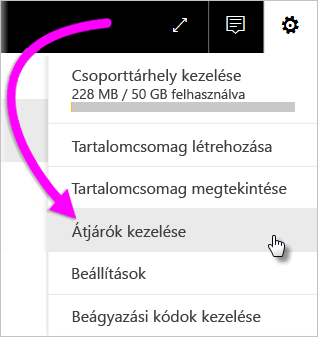 Csoporttárhely kezelése
228 MB / 50 GB felhasználva
Tartalomcsomag létrehozása
Tartalomcsomag megtekintése
Átjárók kezelése
Beállítások
Beágyazási kódok kezelése